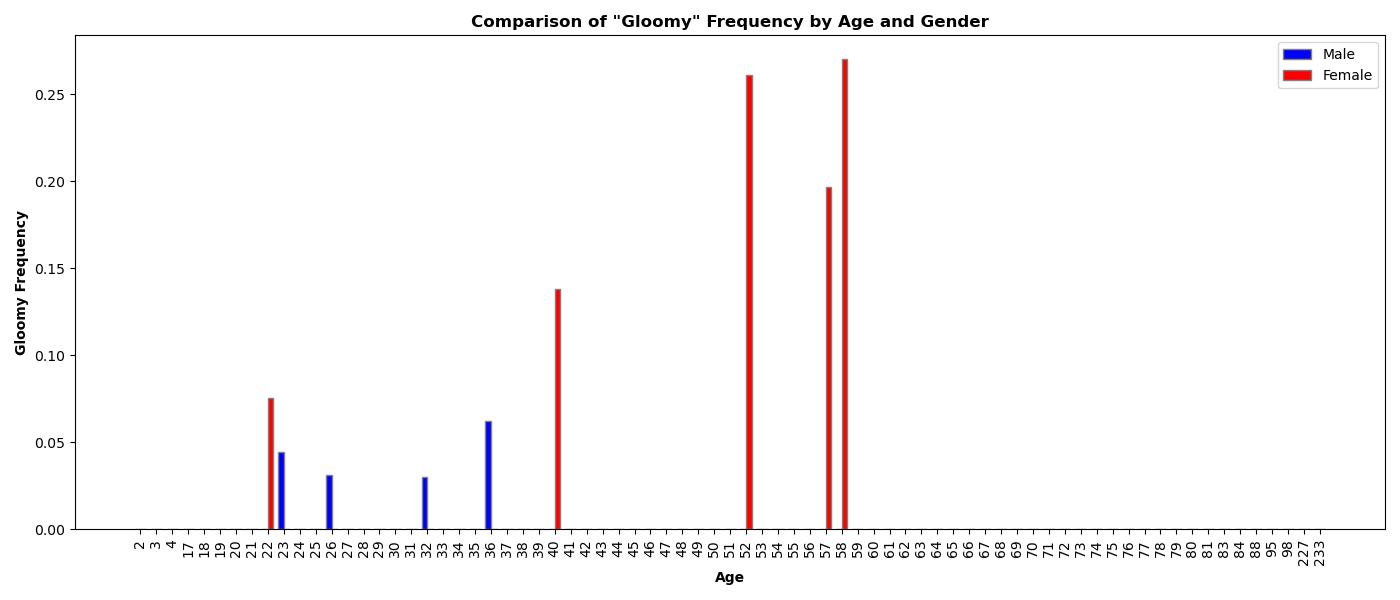 Comparison of "Gloomy" Frequency by Age and Gender
Male
Female
Gloomy Frequency
0.25
0.20
0.15
0.10
0.05
0.00
2 3 4 17 18 19 20 21 22 23 24 25 26 27 28 29 30 31 32 33 34 35 36 37 38 39 40 41 42 43 44 45 46 47 48 49 50 51 52 53 54 55 56 57 58 59 60 61 62 63 64 65 66 67 68 69 70 71 72 73 74 75 76 77 78 79 80 81 83 84 88 95 98 227 233
Age